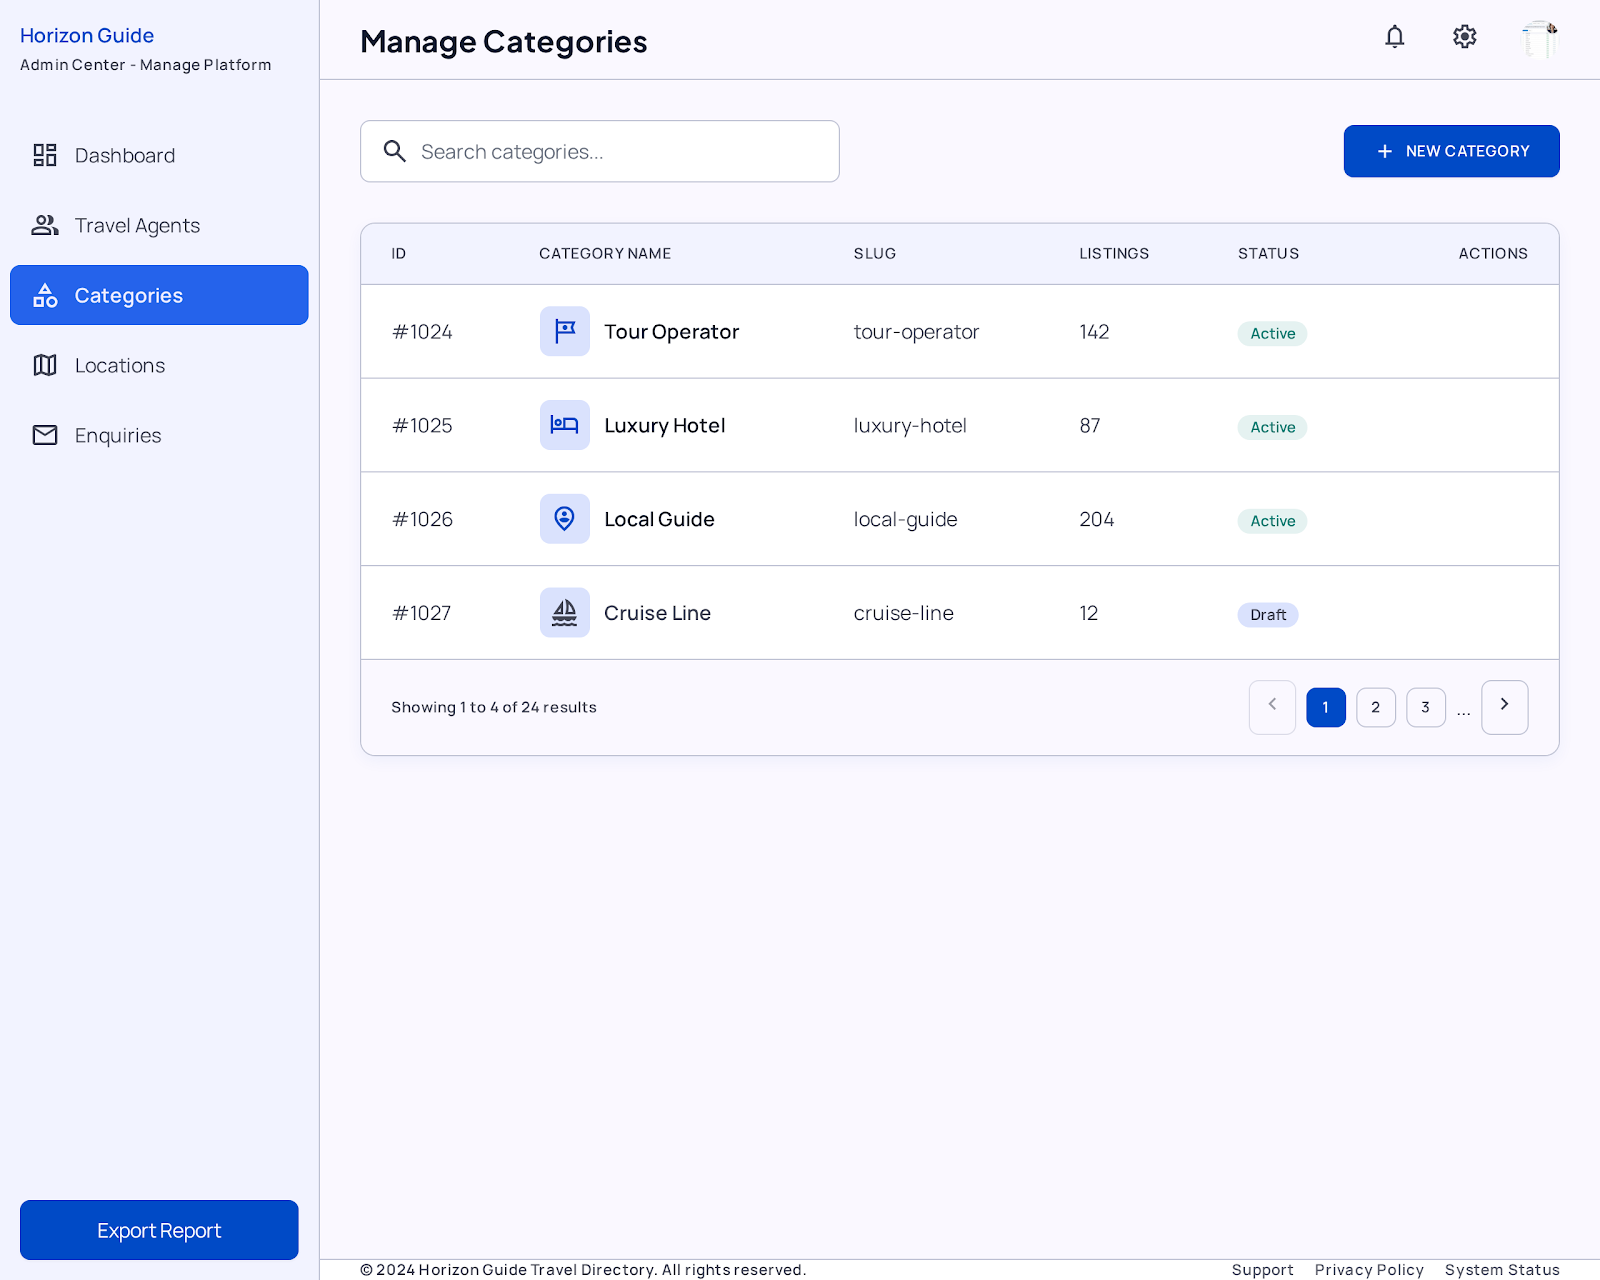 Horizon Guide
Admin Center - Manage Platform
Dashboard
Travel Agents
Categories
Locations
Enquiries
Export Report
Manage Categories
Search categories...
NEW CATEGORY
ID CATEGORY NAME SLUG LISTINGS STATUS ACTIONS
#1024 Tour Operator tour-operator 142 Active
#1025 Luxury Hotel luxury-hotel 87 Active
#1026 Local Guide local-guide 204 Active
#1027 Cruise Line cruise-line 12 Draft
Showing 1 to 4 of 24 results 1 2 3 ...
© 2024 Horizon Guide Travel Directory. All rights reserved. Support Privacy Policy System Status